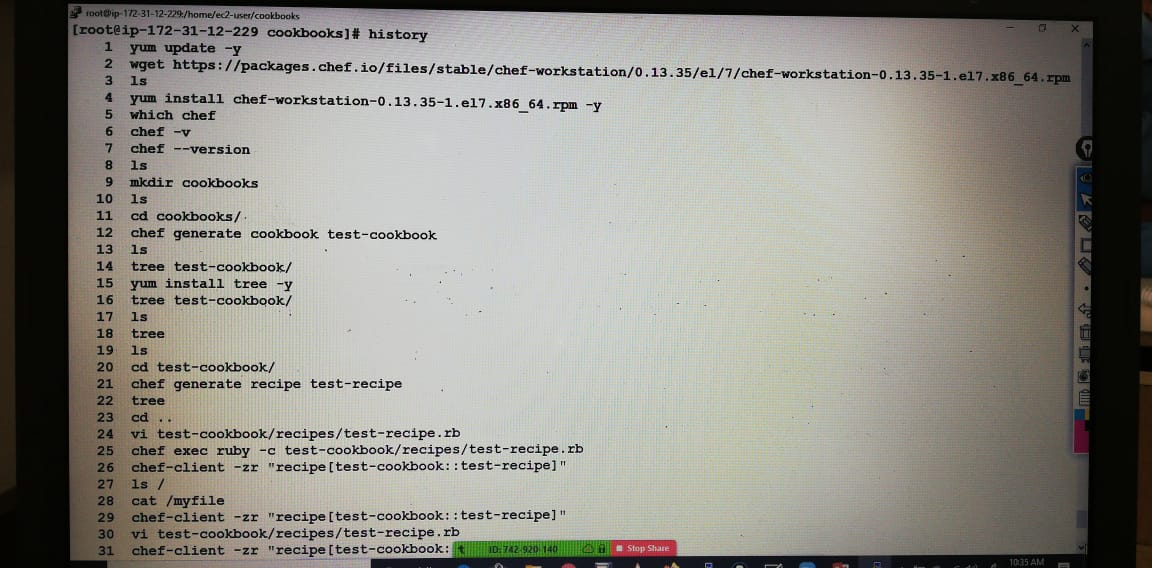 root@ip-172-31-12-229:/home/ec2-user/cookbooks
[root@ip-172-31-12-229 cookbooks]# history
1 yum update -y
2 wget https://packages.chef.io/files/stable/chef-workstation/0.13.35/el/7/chef-workstation-0.13.35-1.el7.x86_64.rpm
3 ls
4 yum install chef-workstation-0.13.35-1.el7.x86_64.rpm -y
5 which chef
6 chef -v
7 chef --version
8 ls
9 mkdir cookbooks
10 ls
11 cd cookbooks/
12 chef generate cookbook test-cookbook
13 ls
14 tree test-cookbook/
15 yum install tree -y
16 tree test-cookbook/
17 ls
18 tree
19 ls
20 cd test-cookbook/
21 chef generate recipe test-recipe
22 tree
23 cd ..
24 vi test-cookbook/recipes/test-recipe.rb
25 chef exec ruby -c test-cookbook/recipes/test-recipe.rb
26 chef-client -zr "recipe[test-cookbook::test-recipe]"
27 ls /
28 cat /myfile
29 chef-client -zr "recipe[test-cookbook::test-recipe]"
30 vi test-cookbook/recipes/test-recipe.rb
31 chef-client -zr "recipe[test-cookbook:
ID:742-920-140 Stop Share
10:35 AM